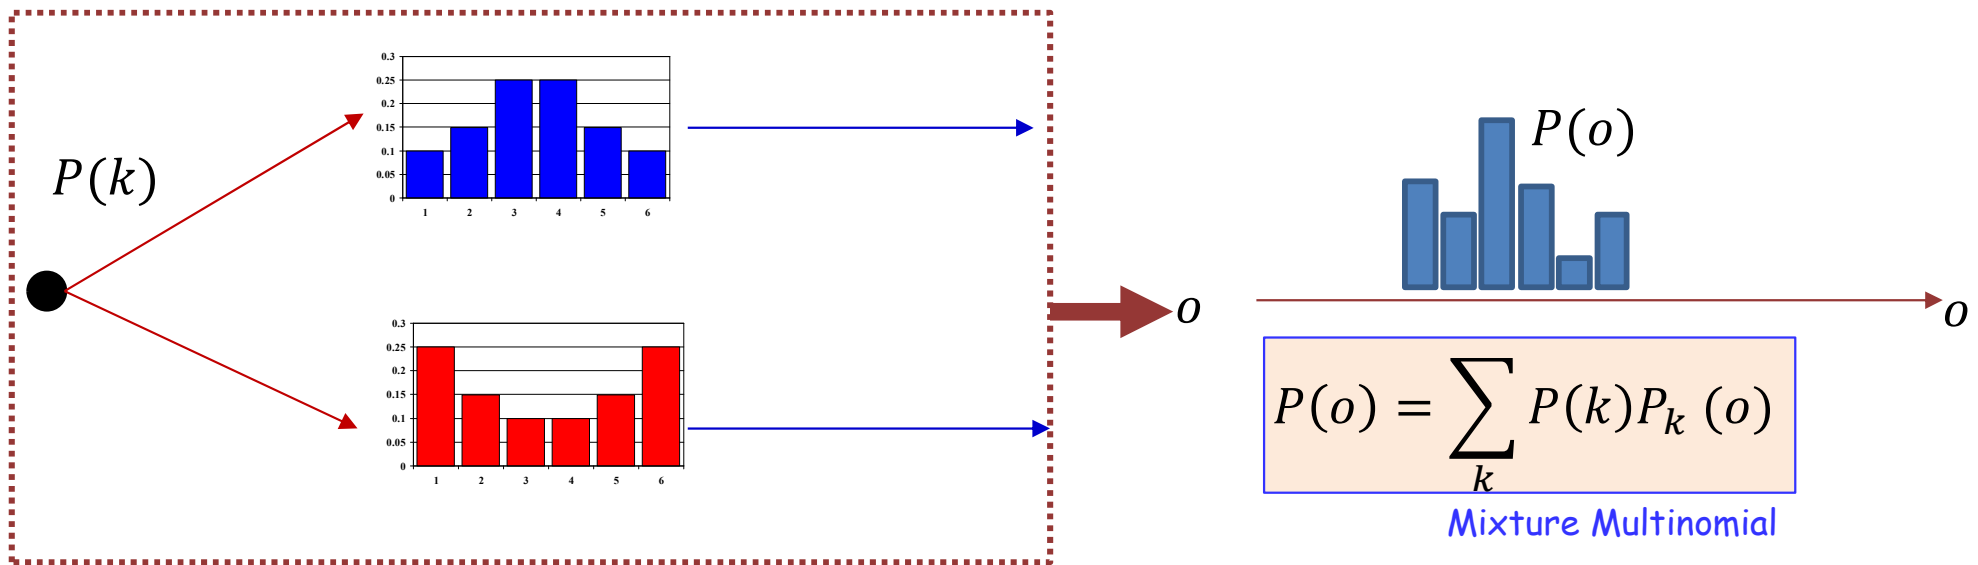 P(k)
0.3
0.25
0.2
0.15
0.1
0.05
0
1 2 3 4 5 6
0.3
0.25
0.2
0.15
0.1
0.05
0
1 2 3 4 5 6
o
P(o)
o
P(o) = ∑ P(k)P_k (o)
k
Mixture Multinomial